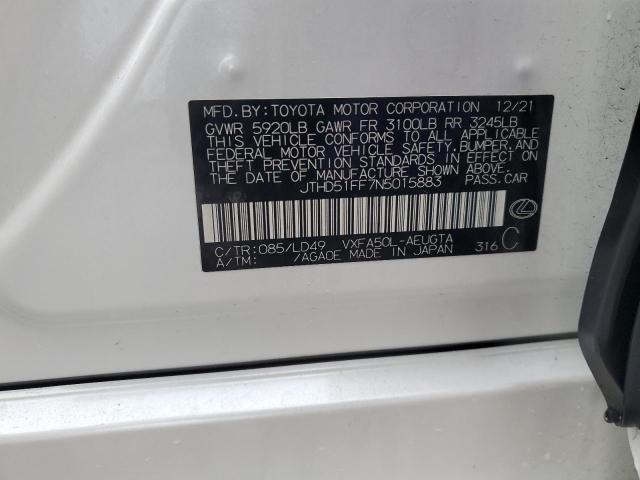 MFD. BY: TOYOTA MOTOR CORPORATION 12/21
GVWR 5920LB GAWR FR 3100LB RR 3245LB
THIS VEHICLE CONFORMS TO ALL APPLICABLE
FEDERAL MOTOR VEHICLE SAFETY, BUMPER, AND
THEFT PREVENTION STANDARDS IN EFFECT ON
THE DATE OF MANUFACTURE SHOWN ABOVE.
JTHD51FF7N5015883 PASS.CAR
C/TR: 085/LD49 VXFA50L-AEUGTA
A/TM: /AGA0E MADE IN JAPAN 316 C